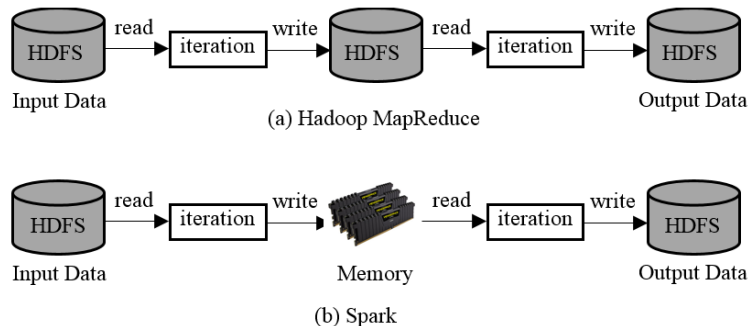 read write read write
HDFS iteration HDFS iteration HDFS
Input Data Output Data
(a) Hadoop MapReduce
read write read write
HDFS iteration iteration HDFS
Input Data Memory Output Data
(b) Spark